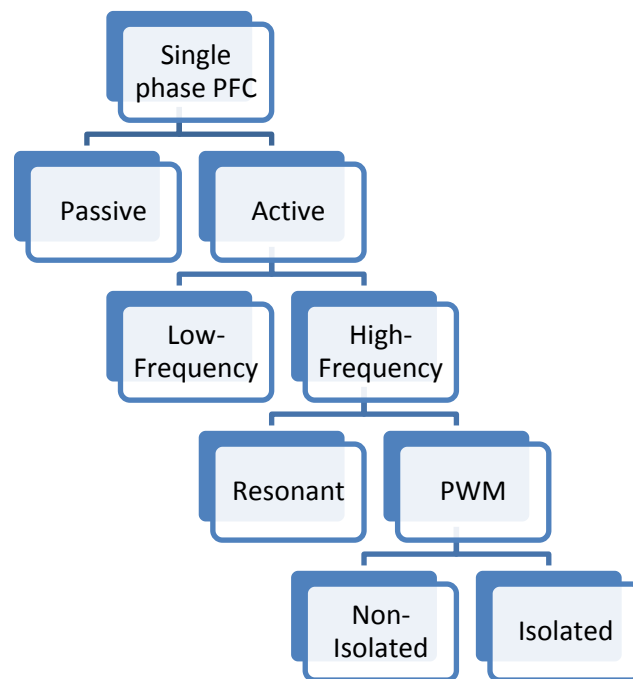 Single
phase PFC
Passive
Active
Low-
Frequency
High-
Frequency
Resonant
PWM
Non-
Isolated
Isolated